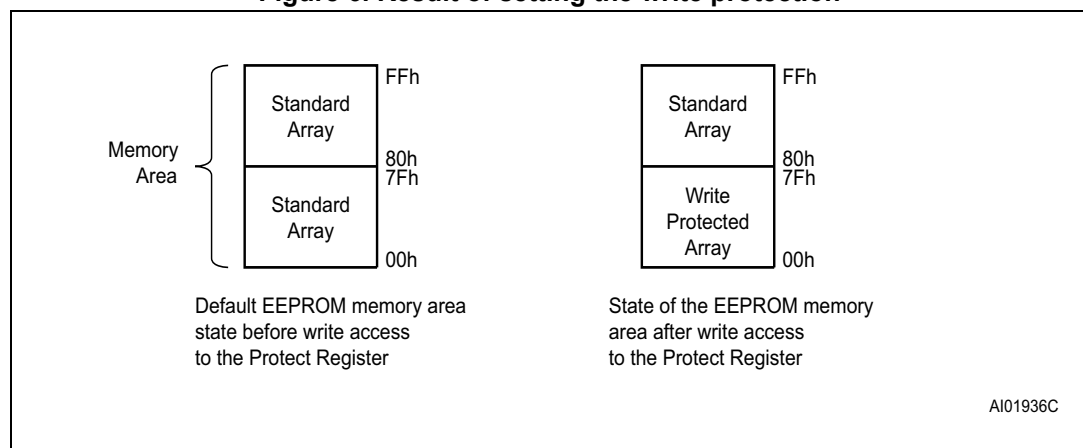 Figure 6. Result of setting the write protection
FFh
Standard
Array
Memory
Area
80h
7Fh
Standard
Array
00h
Default EEPROM memory area
state before write access
to the Protect Register
FFh
Standard
Array
80h
7Fh
Write
Protected
Array
00h
State of the EEPROM memory
area after write access
to the Protect Register
AI01936C